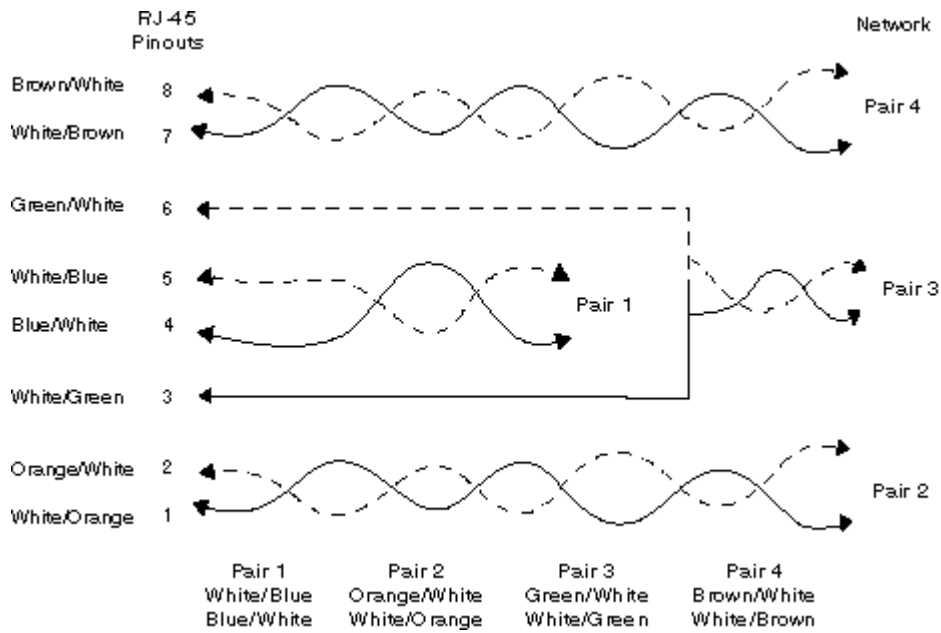 RJ-45
Pinouts
Network
Brown/White 8
White/Brown 7
Pair 4
Green/White 6
White/Blue 5
Pair 3
Blue/White 4
Pair 1
White/Green 3
Orange/White 2
Pair 2
White/Orange 1
Pair 1 Pair 2 Pair 3 Pair 4
White/Blue Orange/White Green/White Brown/White
Blue/White White/Orange White/Green White/Brown